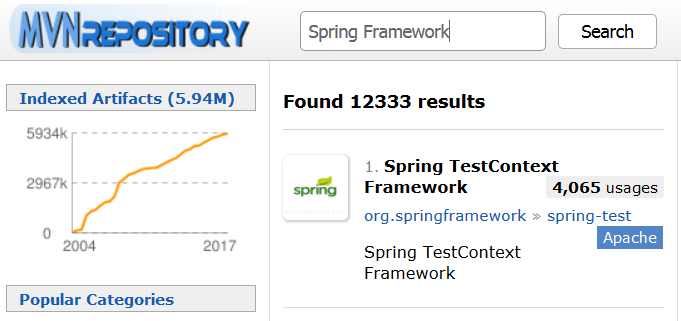 MVNREPOSITORY
Spring Framework
Search
Indexed Artifacts (5.94M)
5934k
2967k
0
2004
2017
Popular Categories
Found 12333 results
spring
1. Spring TestContext
Framework
4,065 usages
org.springframework » spring-test
Apache
Spring TestContext
Framework